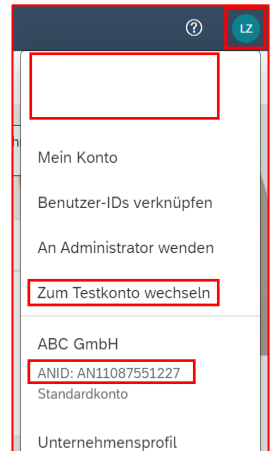 LZ
Mein Konto
Benutzer-IDs verknüpfen
An Administrator wenden
Zum Testkonto wechseln
ABC GmbH
ANID: AN11087551227
Standardkonto
Unternehmensprofil